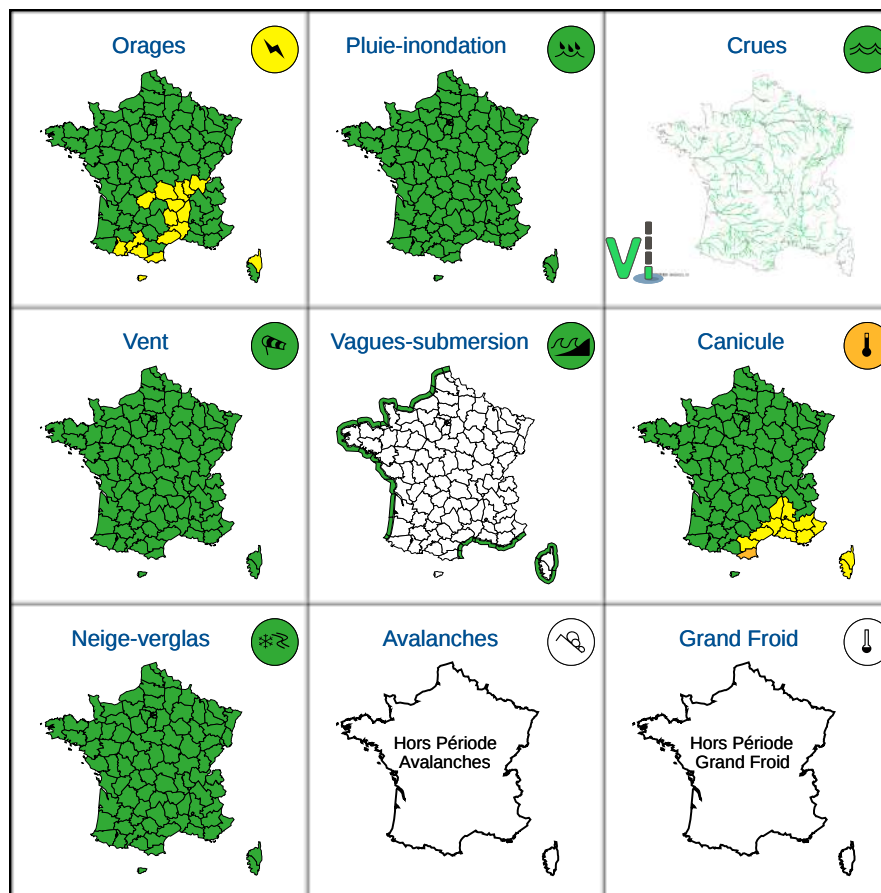 Orages
Pluie-inondation
Crues
Vent
Vagues-submersion
Canicule
Neige-verglas
Avalanches
Grand Froid
Hors Période
Avalanches
Hors Période
Grand Froid